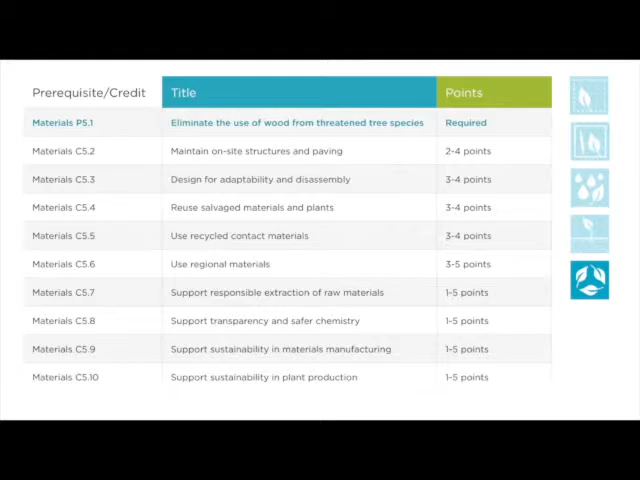 Prerequisite/Credit Title Points
Materials P5.1 Eliminate the use of wood from threatened tree species Required
Materials C5.2 Maintain on-site structures and paving 2-4 points
Materials C5.3 Design for adaptability and disassembly 3-4 points
Materials C5.4 Reuse salvaged materials and plants 3-4 points
Materials C5.5 Use recycled contact materials 3-4 points
Materials C5.6 Use regional materials 3-5 points
Materials C5.7 Support responsible extraction of raw materials 1-5 points
Materials C5.8 Support transparency and safer chemistry 1-5 points
Materials C5.9 Support sustainability in materials manufacturing 1-5 points
Materials C5.10 Support sustainability in plant production 1-5 points